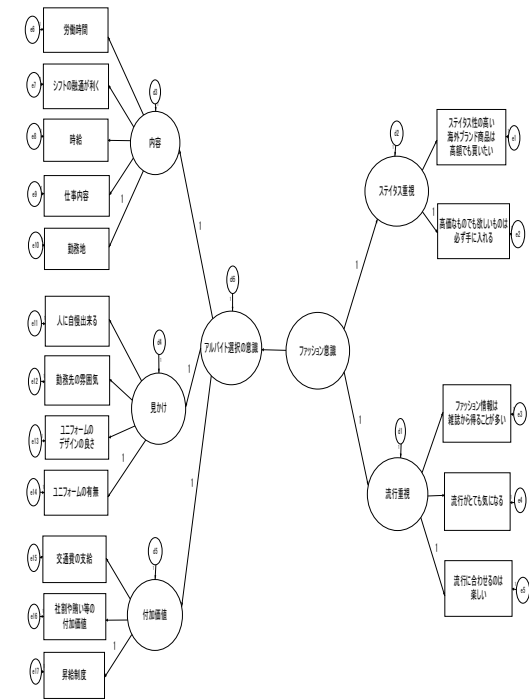 e6
労働時間
e7
シフトの融通が利く
e8
時給
e9
仕事内容
e10
勤務地
d3
内容
1
1
e11
人に自慢出来る
e12
勤務先の雰囲気
e13
ユニフォームの
デザインの良さ
e14
ユニフォームの有無
d4
見かけ
1
1
e15
交通費の支給
e16
社割や賄い等の
付加価値
e17
昇給制度
d5
付加価値
1
1
d6
アルバイト選択の意識
ファッション意識
1
1
d2
ステイタス重視
ステイタス性の高い
海外ブランド商品は
高額でも買いたい
e1
1
高価なものでも欲しいものは
必ず手に入れる
e2
d1
流行重視
ファッション情報は
雑誌から得ることが多い
e3
流行がとても気になる
e4
1
流行に合わせるのは
楽しい
e5